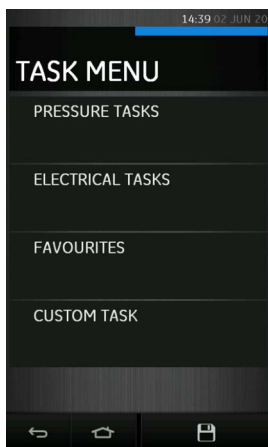 14:39 02 JUN 20
TASK MENU
PRESSURE TASKS
ELECTRICAL TASKS
FAVOURITES
CUSTOM TASK